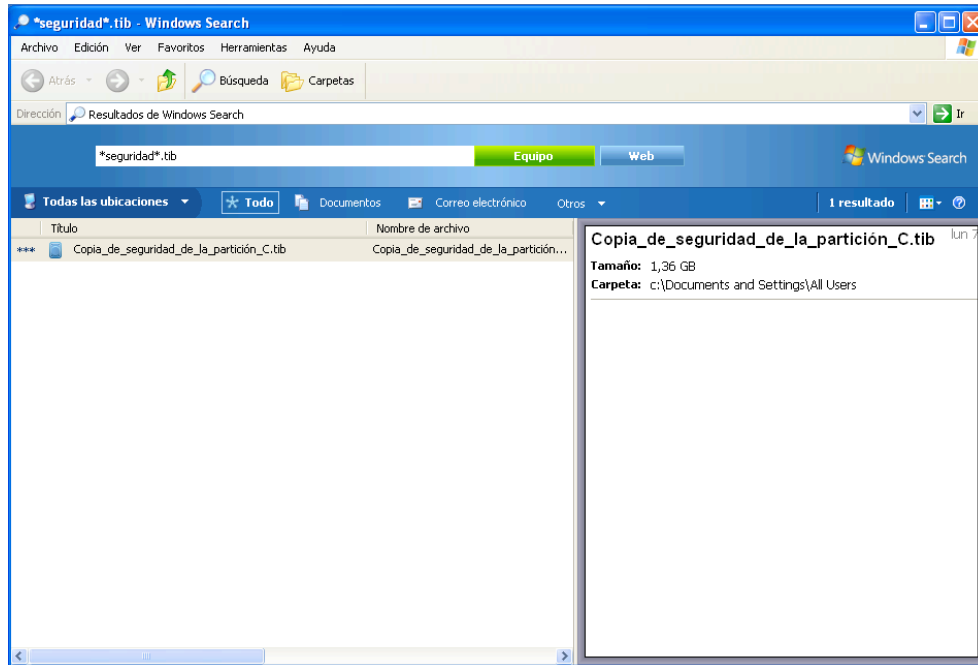 *seguridad*.tib - Windows Search
Archivo Edición Ver Favoritos Herramientas Ayuda
Atrás Búsqueda Carpetas
Dirección Resultados de Windows Search Ir
*seguridad*.tib Equipo Web Windows Search
Todas las ubicaciones Todo Documentos Correo electrónico Otros 1 resultado
Título Nombre de archivo
*** Copia_de_seguridad_de_la_partición_C.tib Copia_de_seguridad_de_la_partición...
Copia_de_seguridad_de_la_partición_C.tib lun 7
Tamaño: 1,36 GB
Carpeta: c:\Documents and Settings\All Users